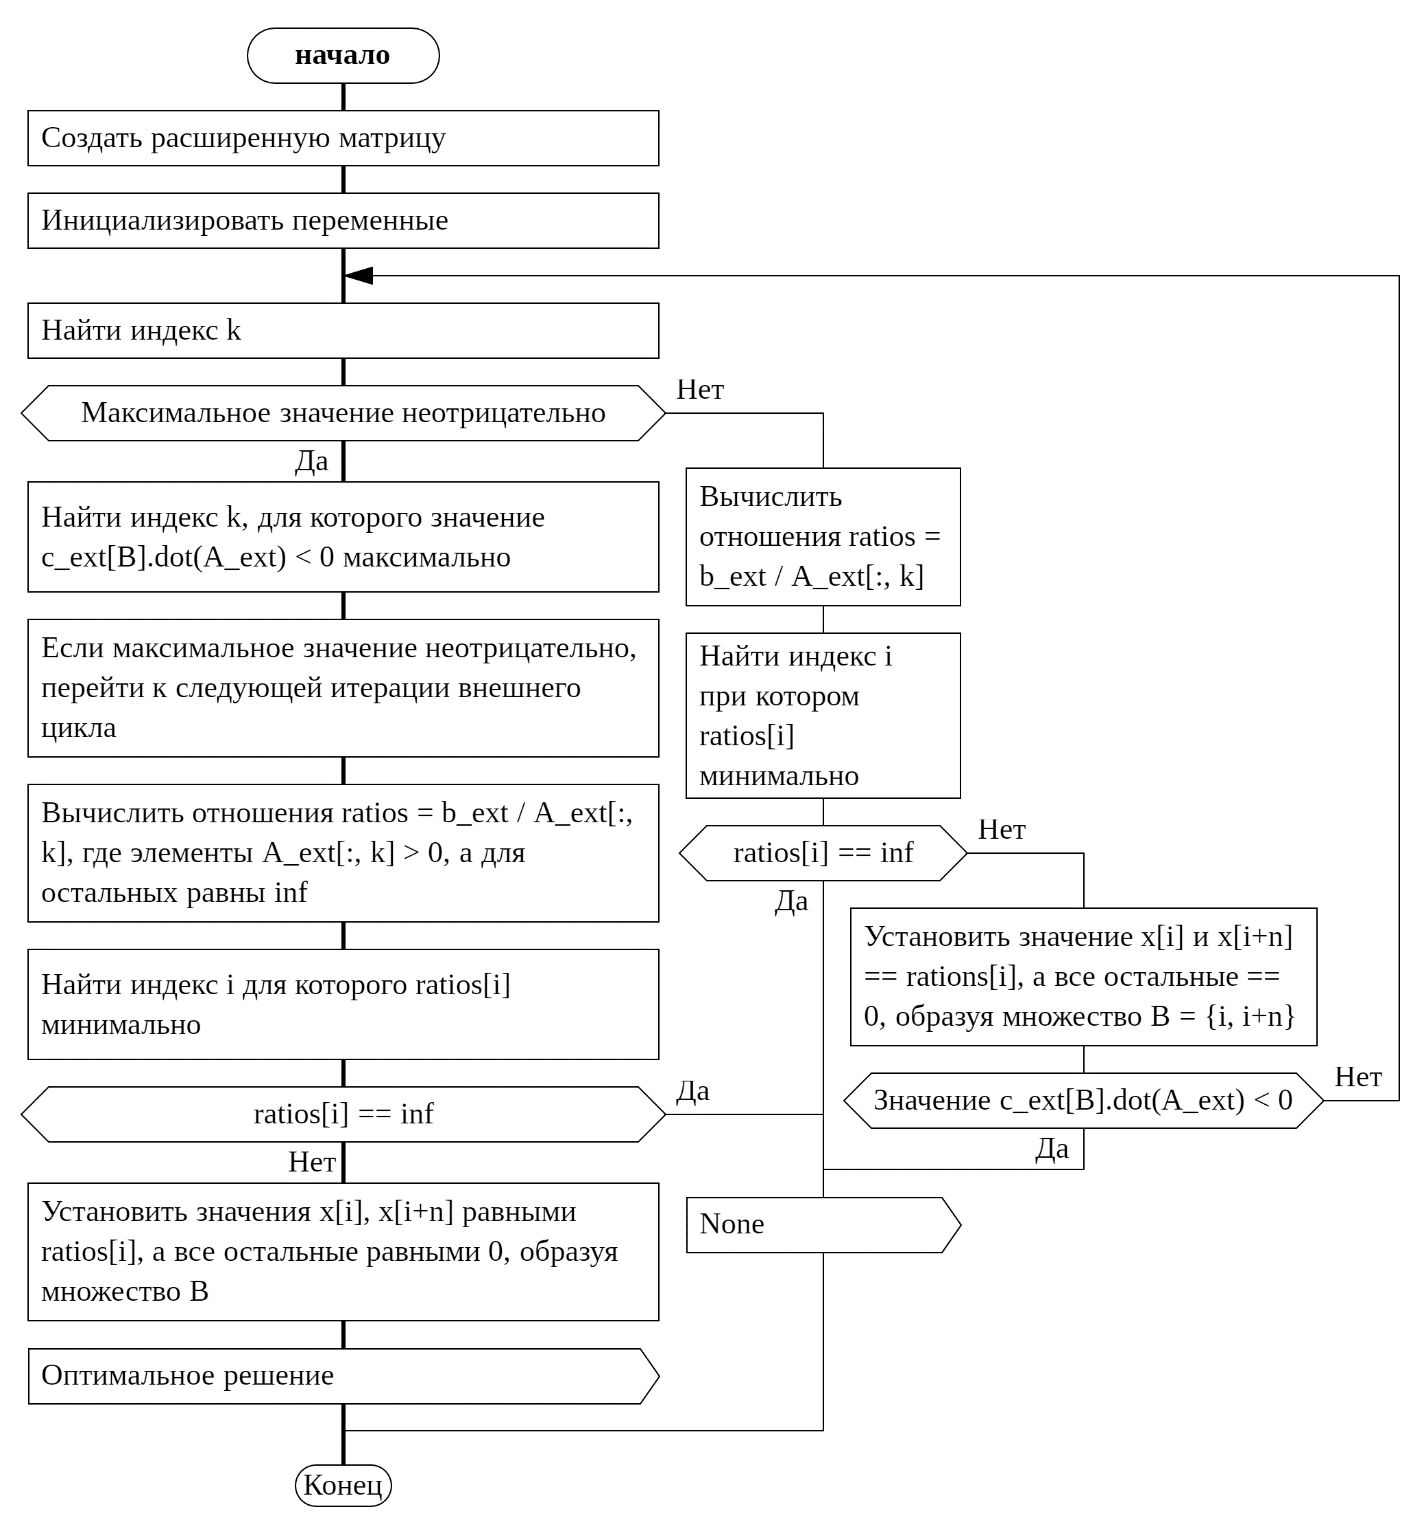 начало
Создать расширенную матрицу
Инициализировать переменные
Найти индекс k
Максимальное значение неотрицательно
Нет
Да
Найти индекс k, для которого значение
c_ext[B].dot(A_ext) < 0 максимально
Если максимальное значение неотрицательно,
перейти к следующей итерации внешнего
цикла
Вычислить отношения ratios = b_ext / A_ext[:,
k], где элементы A_ext[:, k] > 0, а для
остальных равны inf
Найти индекс i для которого ratios[i]
минимально
ratios[i] == inf
Да
Нет
Установить значения x[i], x[i+n] равными
ratios[i], а все остальные равными 0, образуя
множество B
Оптимальное решение
Конец
Вычислить
отношения ratios =
b_ext / A_ext[:, k]
Найти индекс i
при котором
ratios[i]
минимально
ratios[i] == inf
Нет
Да
Установить значение x[i] и x[i+n]
== rations[i], а все остальные ==
0, образуя множество B = {i, i+n}
Значение c_ext[B].dot(A_ext) < 0
Нет
Да
None